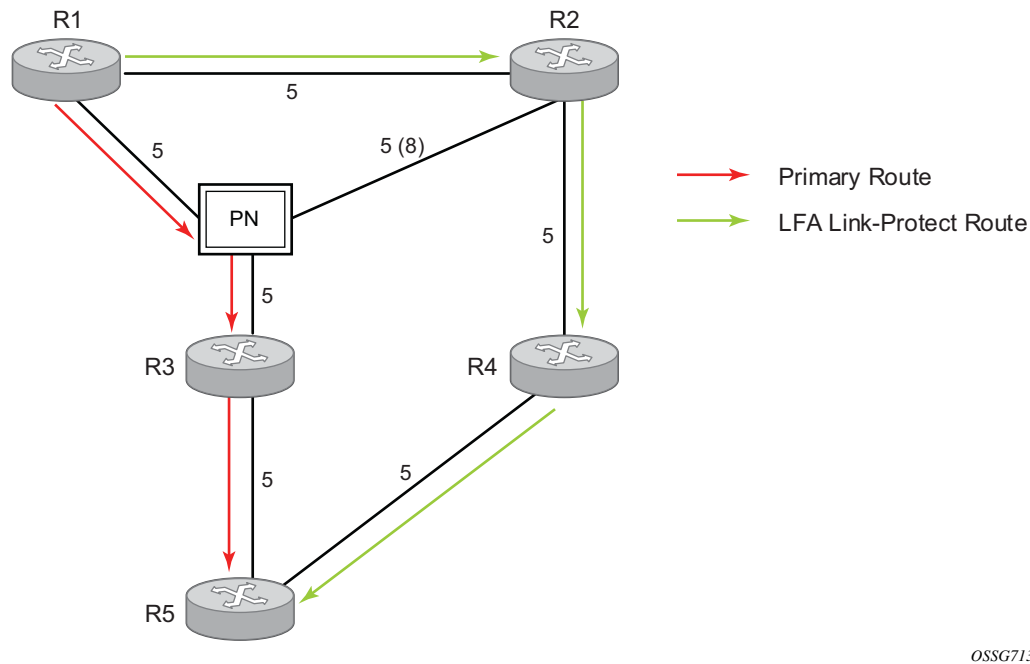 R1
R2
5
5
5 (8)
Primary Route
PN
LFA Link-Protect Route
5
5
R3
R4
5
5
R5
OSSG713